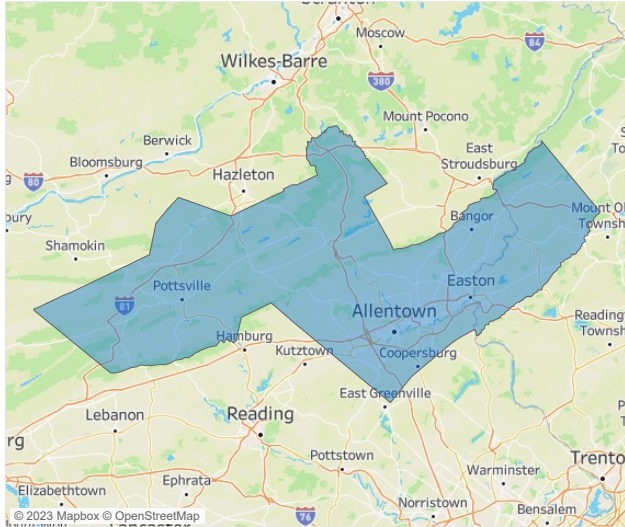 Scranton
Moscow
84
Wilkes-Barre
380
Mount Pocono
Berwick
East
Stroudsburg
Bloomsburg
80
Hazleton
Bangor
Mount Ol
Townsh
bury
Shamokin
Pottsville
Easton
81
Allentown
Reading
Townsh
Hamburg
Kutztown
Coopersburg
East Greenville
Lebanon
Reading
rg
Pottstown
Warminster
Trento
Ephrata
Elizabethtown
Norristown
76
Bensalem
Lancaster
© 2023 Mapbox © OpenStreetMap